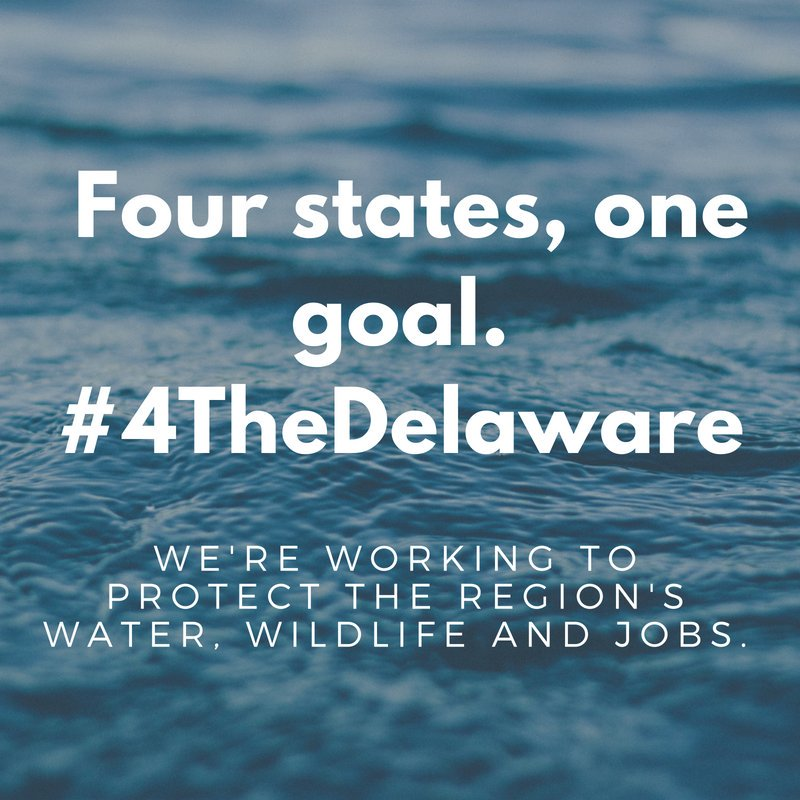 Four states, one
goal.
#4TheDelaware
WE'RE WORKING TO
PROTECT THE REGION'S
WATER, WILDLIFE AND JOBS.